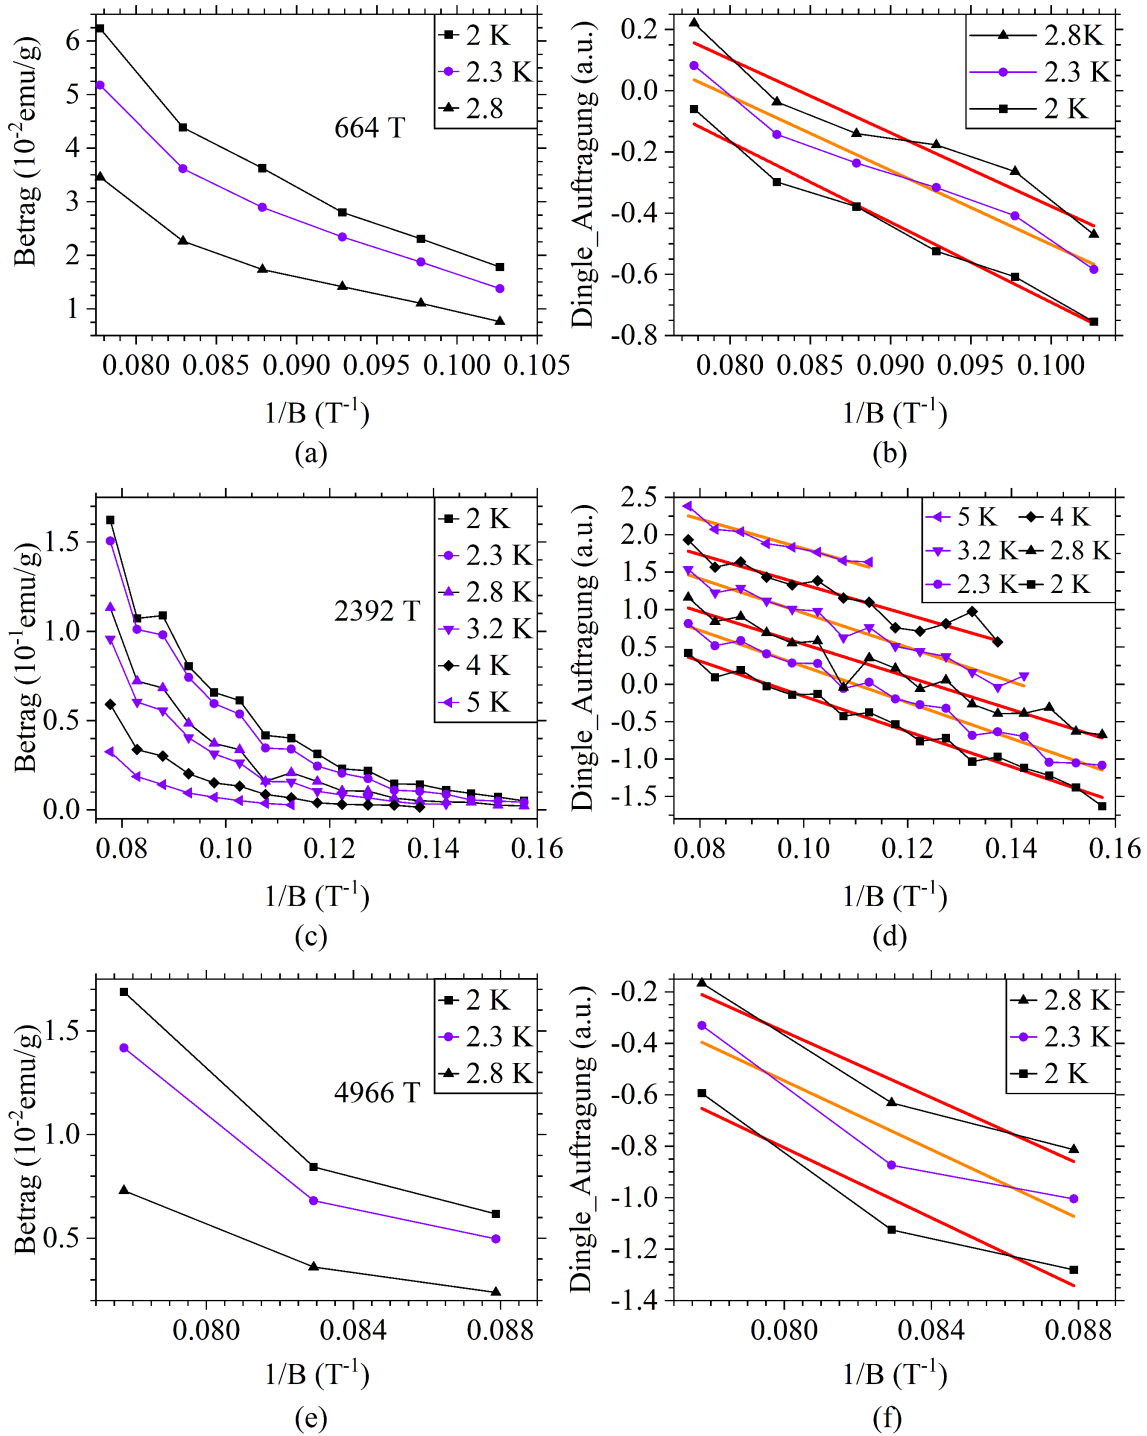 Betrag (10⁻²emu/g)
6
5
4
3
2
1
2 K
2.3 K
2.8
664 T
0.080 0.085 0.090 0.095 0.100 0.105
1/B (T⁻¹)
(a)
Dingle_Auftragung (a.u.)
0.2
0.0
-0.2
-0.4
-0.6
-0.8
2.8K
2.3 K
2 K
0.080 0.085 0.090 0.095 0.100
1/B (T⁻¹)
(b)
Betrag (10⁻¹emu/g)
1.5
1.0
0.5
0.0
2 K
2.3 K
2.8 K
3.2 K
4 K
5 K
2392 T
0.08 0.10 0.12 0.14 0.16
1/B (T⁻¹)
(c)
Dingle_Auftragung (a.u.)
2.5
2.0
1.5
1.0
0.5
0.0
-0.5
-1.0
-1.5
5 K 4 K
3.2 K 2.8 K
2.3 K 2 K
0.08 0.10 0.12 0.14 0.16
1/B (T⁻¹)
(d)
Betrag (10⁻²emu/g)
1.5
1.0
0.5
2 K
2.3 K
2.8 K
4966 T
0.080 0.084 0.088
1/B (T⁻¹)
(e)
Dingle_Auftragung (a.u.)
-0.2
-0.4
-0.6
-0.8
-1.0
-1.2
-1.4
2.8 K
2.3 K
2 K
0.080 0.084 0.088
1/B (T⁻¹)
(f)